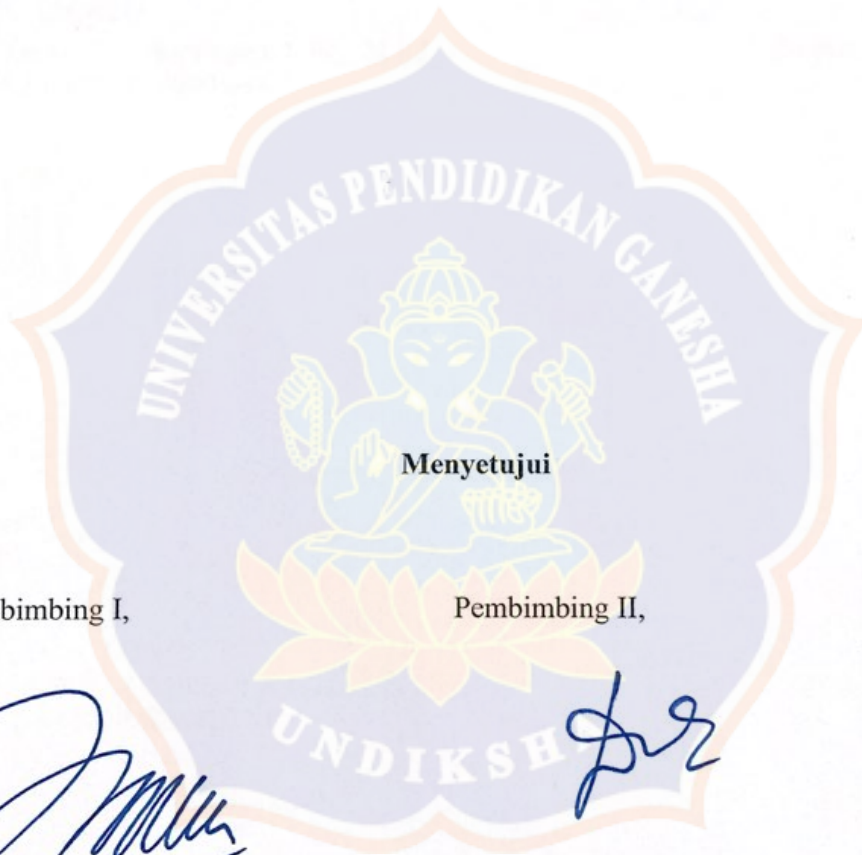 UNIVERSITAS PENDIDIKAN GANESHA
Menyetujui
bimbing I,
Pembimbing II,
UNDIKSHA